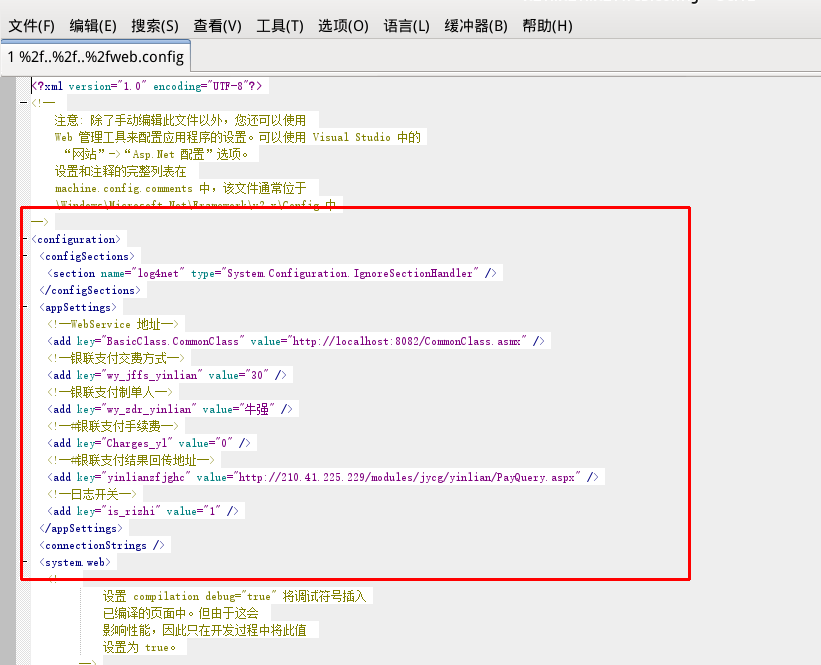 文件(F) 编辑(E) 搜索(S) 查看(V) 工具(T) 选项(O) 语言(L) 缓冲器(B) 帮助(H)
1 %2f..%2f..%2fweb.config
<?xml version="1.0" encoding="UTF-8"?>
<!--
注意: 除了手动编辑此文件以外，您还可以使用
Web 管理工具来配置应用程序的设置。可以使用 Visual Studio 中的
“网站”->“Asp.Net 配置”选项。
设置和注释的完整列表在
machine.config.comments 中，该文件通常位于
\Windows\Microsoft.Net\Framework\v2.x\Config 中
-->
<configuration>
<configSections>
<section name="log4net" type="System.Configuration.IgnoreSectionHandler" />
</configSections>
<appSettings>
<!--WebService 地址-->
<add key="BasicClass.CommonClass" value="http://localhost:8082/CommonClass.asmx" />
<!--银联支付交费方式-->
<add key="wy_jffs_yinlian" value="30" />
<!--银联支付制单人-->
<add key="wy_zdr_yinlian" value="牛强" />
<!--#银联支付手续费-->
<add key="Charges_yl" value="0" />
<!--#银联支付结果回传地址-->
<add key="yinlianzfjghc" value="http://210.41.225.229/modules/jycg/yinlian/PayQuery.aspx" />
<!--日志开关-->
<add key="is_rizhi" value="1" />
</appSettings>
<connectionStrings />
<system.web>
<!--
设置 compilation debug="true" 将调试符号插入
已编译的页面中。但由于这会
影响性能，因此只在开发过程中将此值
设置为 true。
-->